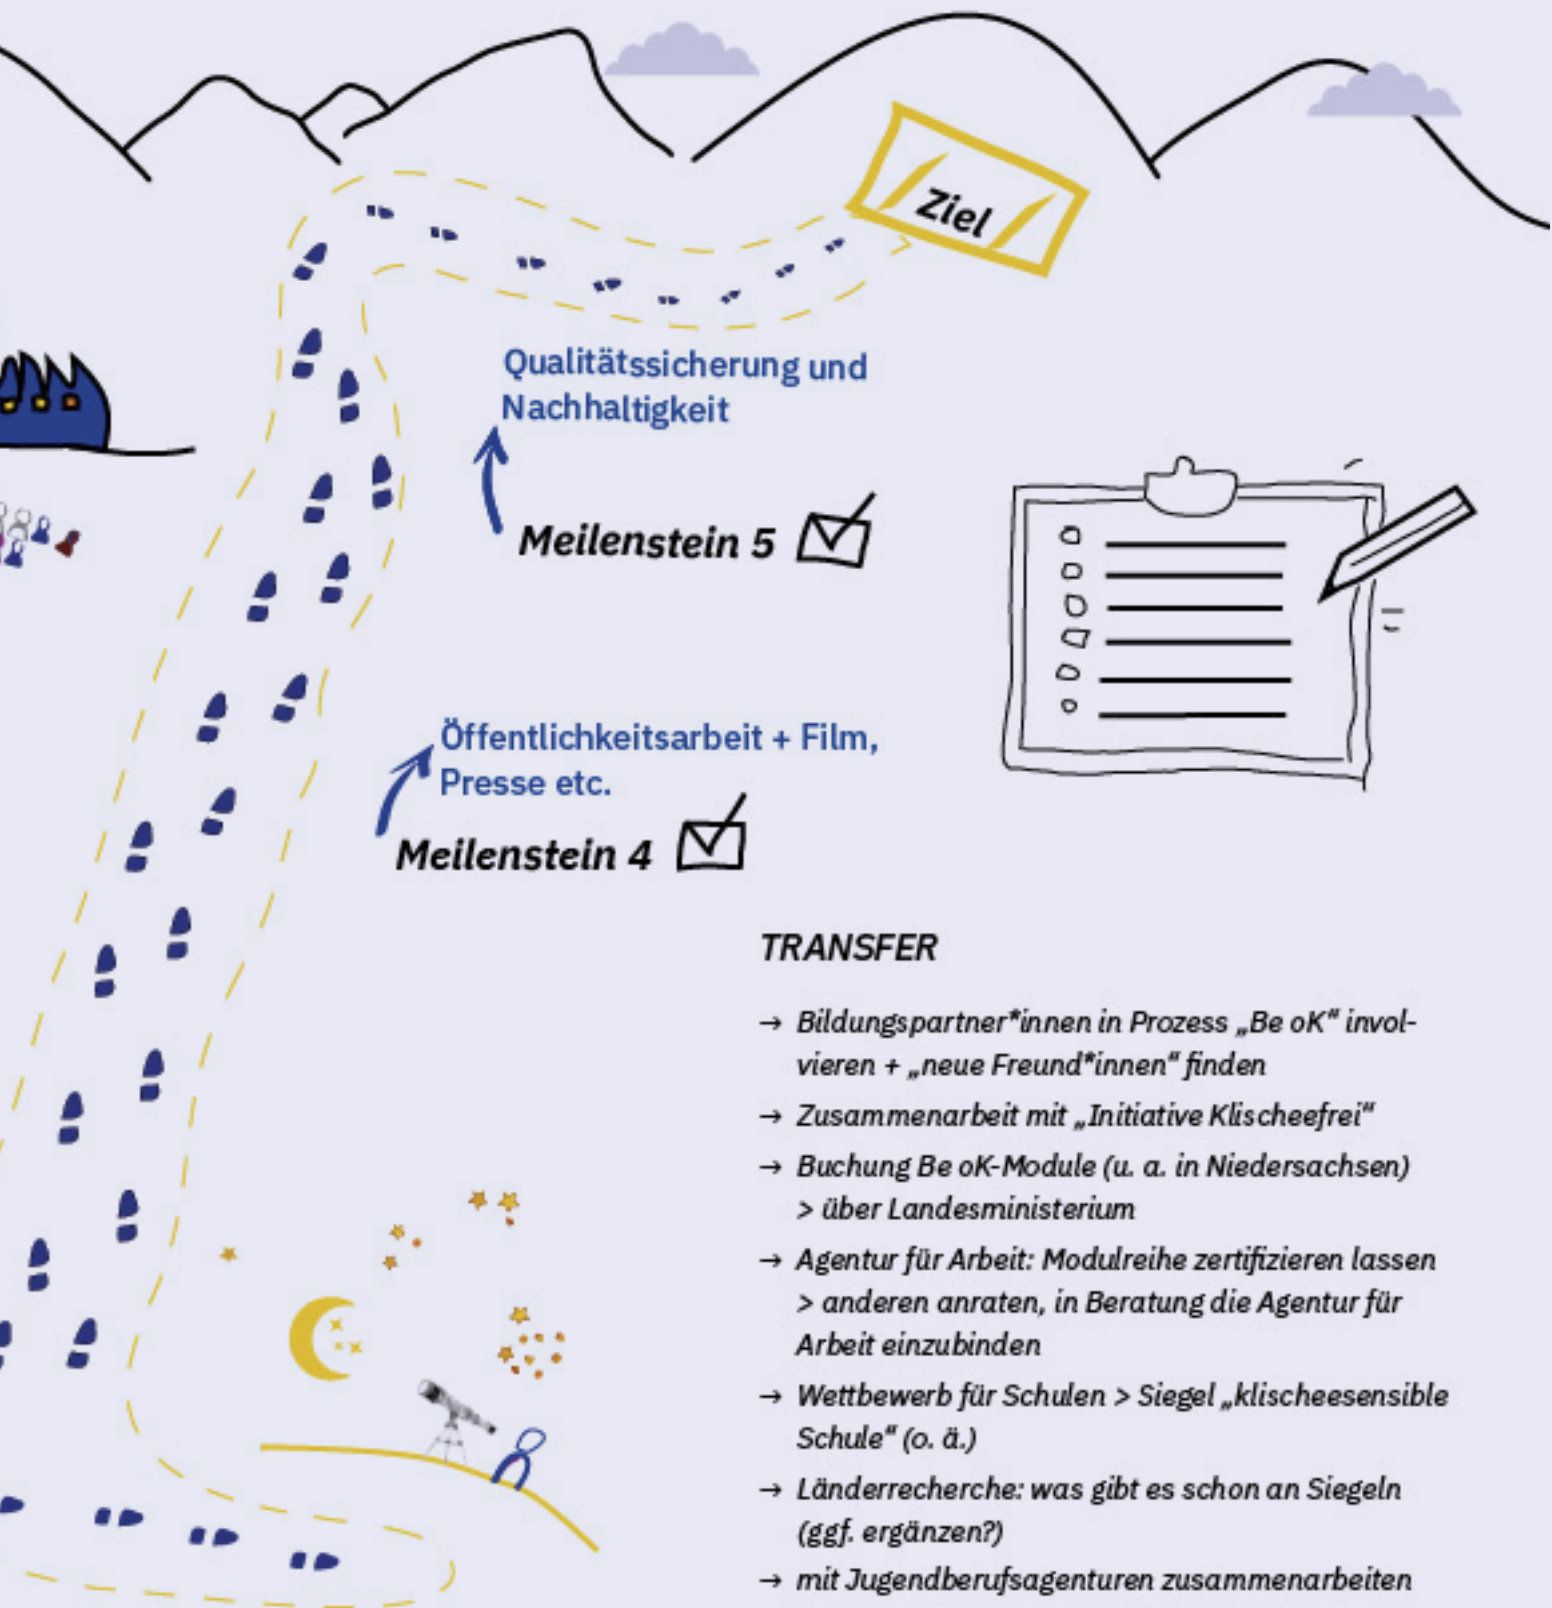 Ziel
Qualitätssicherung und
Nachhaltigkeit
Meilenstein 5
Öffentlichkeitsarbeit + Film,
Presse etc.
Meilenstein 4
TRANSFER
→ Bildungspartner*innen in Prozess „Be oK“ invol-
vieren + „neue Freund*innen“ finden
→ Zusammenarbeit mit „Initiative Klischeefrei“
→ Buchung Be oK-Module (u. a. in Niedersachsen)
> über Landesministerium
→ Agentur für Arbeit: Modulreihe zertifizieren lassen
> anderen anraten, in Beratung die Agentur für
Arbeit einzubinden
→ Wettbewerb für Schulen > Siegel „klischeesensible
Schule“ (o. ä.)
→ Länderrecherche: was gibt es schon an Siegeln
(ggf. ergänzen?)
→ mit Jugendberufsagenturen zusammenarbeiten